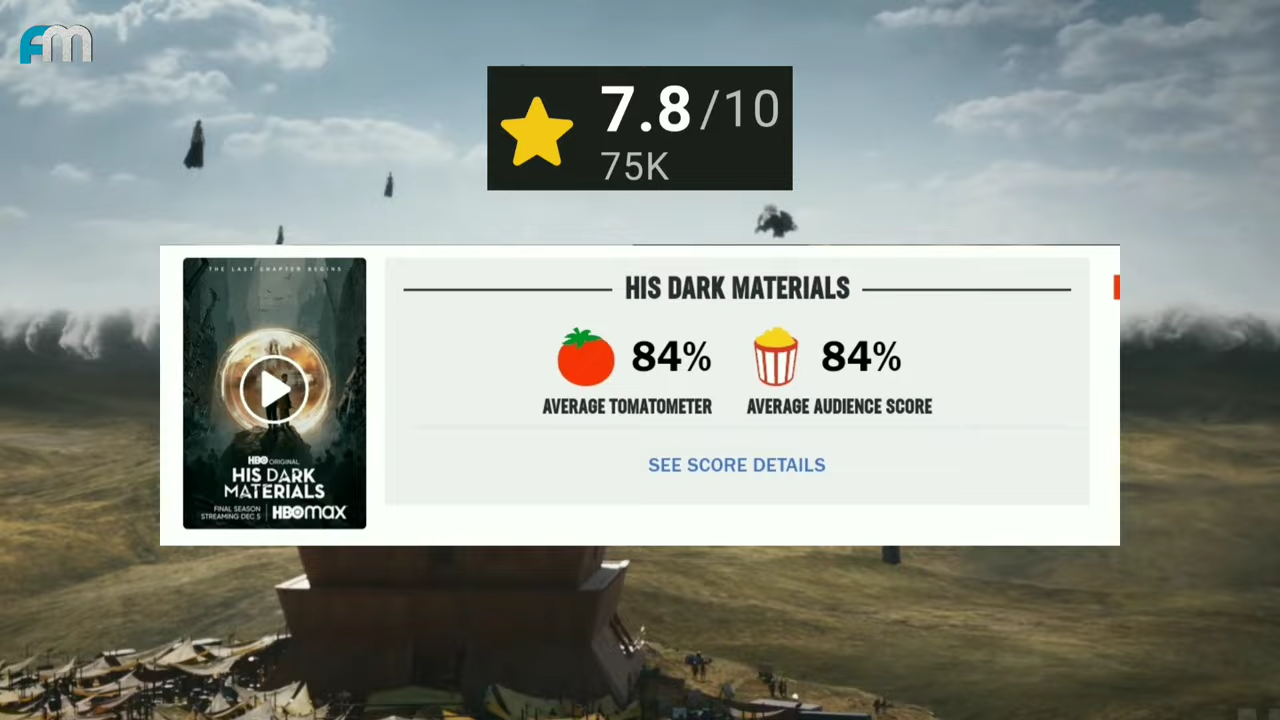 FM
7.8/10
75K
THE LAST CHAPTER BEGINS
HBO ORIGINAL
HIS DARK
MATERIALS
FINAL SEASON
STREAMING DEC 5
HBOmax
HIS DARK MATERIALS
84%
84%
AVERAGE TOMATOMETER
AVERAGE AUDIENCE SCORE
SEE SCORE DETAILS